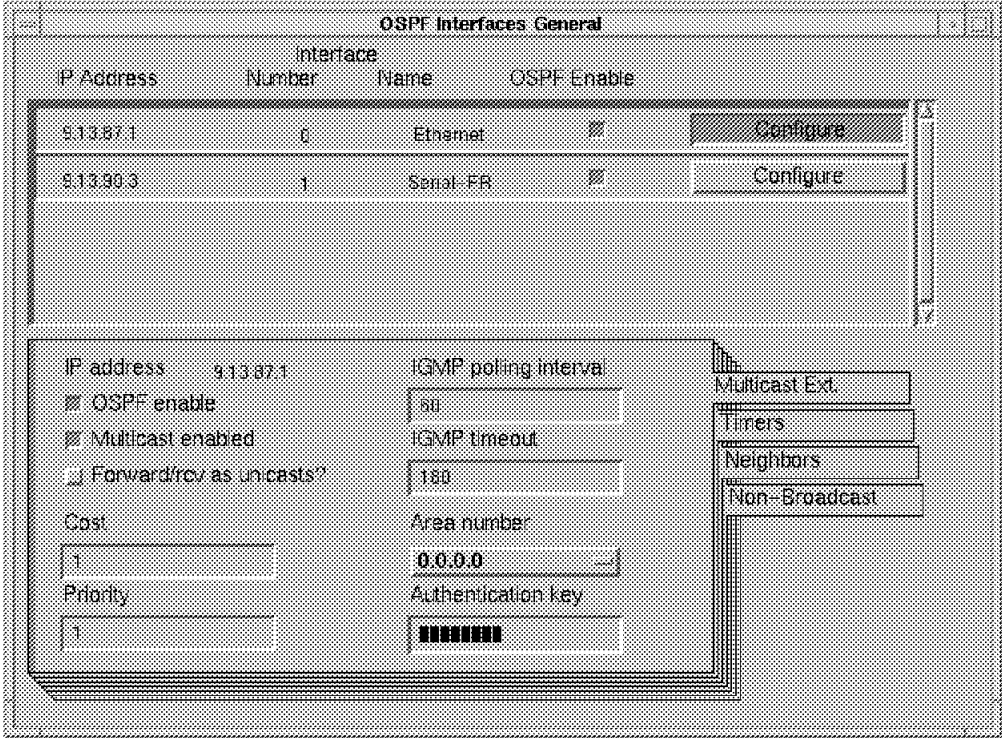 OSPF Interfaces General
Interface
IP Address Number Name OSPF Enable
9.13.87.1 0 Ethernet Configure
9.13.90.3 1 Serial-FR Configure
IP address 9.13.87.1
OSPF enable
Multicast enabled
Forward/rcv as unicasts?
Cost
1
Priority
1
IGMP polling interval
60
IGMP timeout
180
Area number
0.0.0.0
Authentication key
Multicast Ext.
Timers
Neighbors
Non-Broadcast